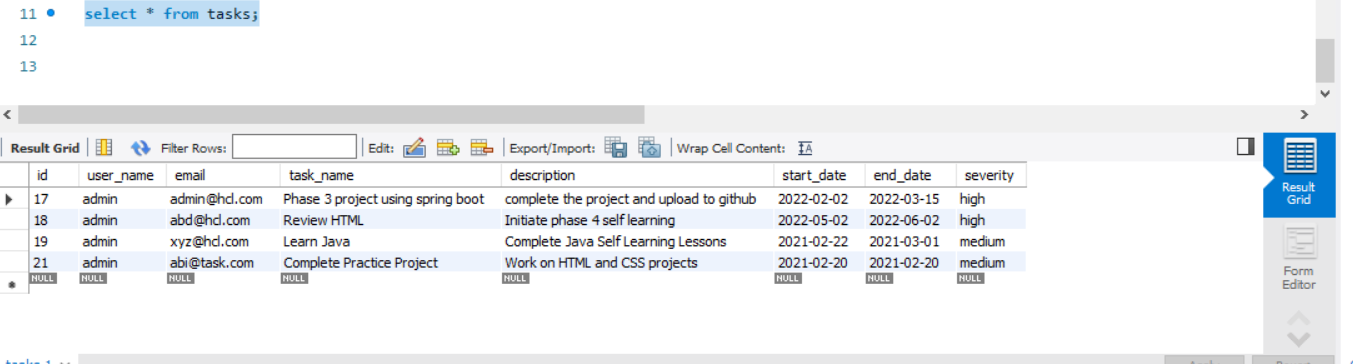 11 select * from tasks;
12
13
Result Grid Filter Rows: Edit: Export/Import: Wrap Cell Content: IA
id user_name email task_name description start_date end_date severity
17 admin admin@hcl.com Phase 3 project using spring boot complete the project and upload to github 2022-02-02 2022-03-15 high
18 admin abd@hcl.com Review HTML Initiate phase 4 self learning 2022-05-02 2022-06-02 high
19 admin xyz@hcl.com Learn Java Complete Java Self Learning Lessons 2021-02-22 2021-03-01 medium
21 admin abi@task.com Complete Practice Project Work on HTML and CSS projects 2021-02-20 2021-02-20 medium
NULL NULL NULL NULL NULL NULL NULL NULL
Result
Grid
Form
Editor
tasks 1